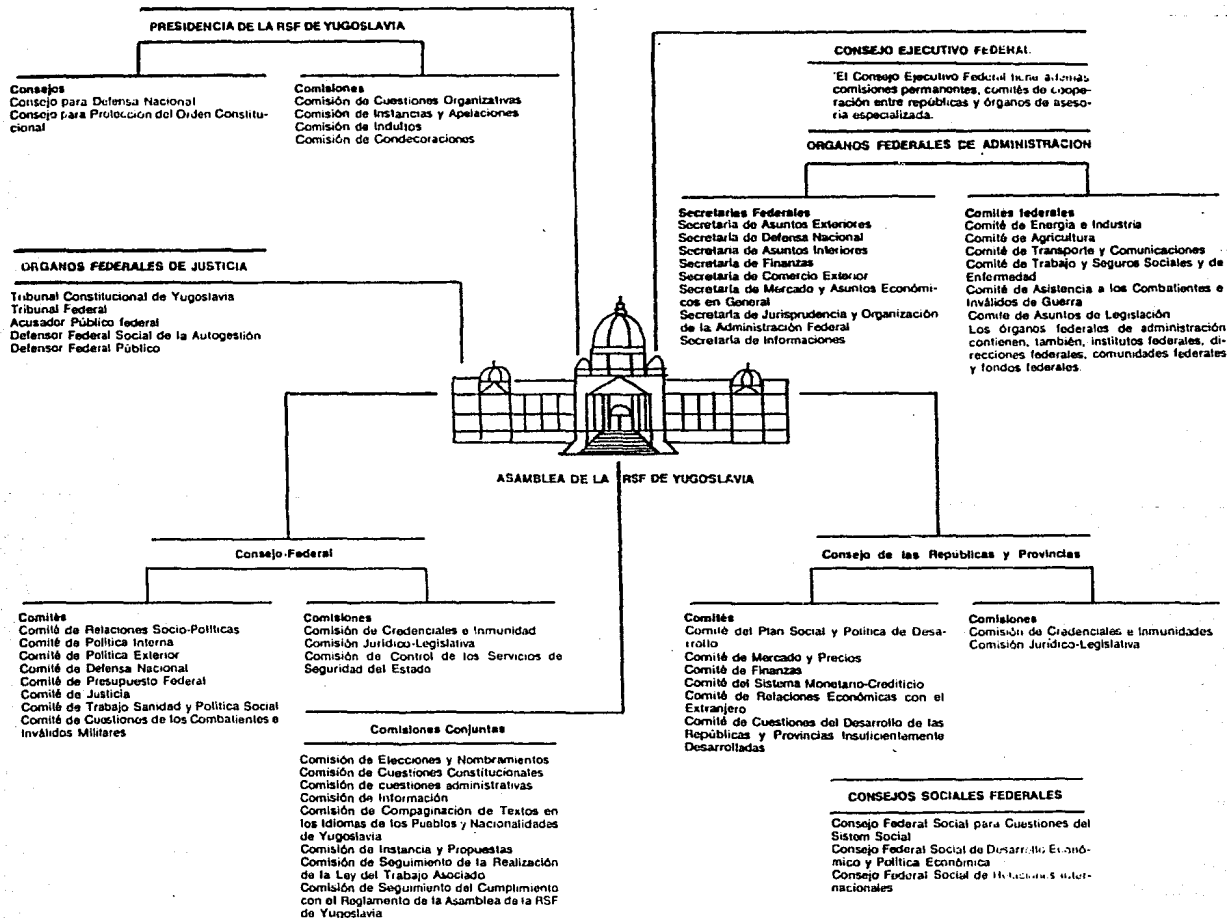 PRESIDENCIA DE LA RSF DE YUGOSLAVIA
Consejos
Consejo para Defensa Nacional
Consejo para Protección del Orden Constitu-
cional
Comisiones
Comisión de Cuestiones Organizativas
Comisión de Instancias y Apelaciones
Comisión de Indultos
Comisión de Condecoraciones
CONSEJO EJECUTIVO FEDERAL
El Consejo Ejecutivo Federal tiene además
comisiones permanentes, comités de coope-
ración entre repúblicas y órganos de aseso-
ría especializada.
ORGANOS FEDERALES DE ADMINISTRACION
Secretarías Federales
Secretaría de Asuntos Exteriores
Secretaría de Defensa Nacional
Secretaría de Asuntos Interiores
Secretaría de Finanzas
Secretaría de Comercio Exterior
Secretaría de Mercado y Asuntos Económi-
cos en General
Secretaría de Jurisprudencia y Organización
de la Administración Federal
Secretaría de Informaciones
Comités federales
Comité de Energía e Industria
Comité de Agricultura
Comité de Transporte y Comunicaciones
Comité de Trabajo y Seguros Sociales y de
Enfermedad
Comité de Asistencia a los Combatientes e
Inválidos de Guerra
Comite de Asuntos de Legislación
Los órganos federales de administración
contienen, también, institutos federales, di-
recciones federales, comunidades federales
y fondos federales.
ORGANOS FEDERALES DE JUSTICIA
Tribunal Constitucional de Yugoslavia
Tribunal Federal
Acusador Público federal
Defensor Federal Social de la Autogestión
Defensor Federal Público
ASAMBLEA DE LA RSF DE YUGOSLAVIA
Consejo-Federal
Comités
Comité de Relaciones Socio-Políticas
Comité de Política Interna
Comité de Política Exterior
Comité de Defensa Nacional
Comité de Presupuesto Federal
Comité de Justicia
Comité de Trabajo Sanidad y Política Social
Comité de Cuestiones de los Combatientes e
Inválidos Militares
Comisiones
Comisión de Credenciales e Inmunidad
Comisión Jurídico-Legislativa
Comisión de Control de los Servicios de
Seguridad del Estado
Comisiones Conjuntas
Comisión de Elecciones y Nombramientos
Comisión de Cuestiones Constitucionales
Comisión de cuestiones administrativas
Comisión de Información
Comisión de Compaginación de Textos en
los Idiomas de los Pueblos y Nacionalidades
de Yugoslavia
Comisión de Instancia y Propuestas
Comisión de Seguimiento de la Realización
de la Ley del Trabajo Asociado
Comisión de Seguimiento del Cumplimiento
con el Reglamento de la Asamblea de la RSF
de Yugoslavia
Consejo de las Repúblicas y Provincias
Comités
Comité del Plan Social y Política de Desa-
rrollo
Comité de Mercado y Precios
Comité de Finanzas
Comité del Sistema Monetario-Crediticio
Comité de Relaciones Económicas con el
Extranjero
Comité de Cuestiones del Desarrollo de las
Repúblicas y Provincias Insuficientemente
Desarrolladas
Comisiones
Comisión de Credenciales e Inmunidades
Comisión Jurídico-Legislativa
CONSEJOS SOCIALES FEDERALES
Consejo Federal Social para Cuestiones del
Sistem Social
Consejo Federal Social de Desarrollo Econó-
mico y Política Económica
Consejo Federal Social de Relaciones Inter-
nacionales